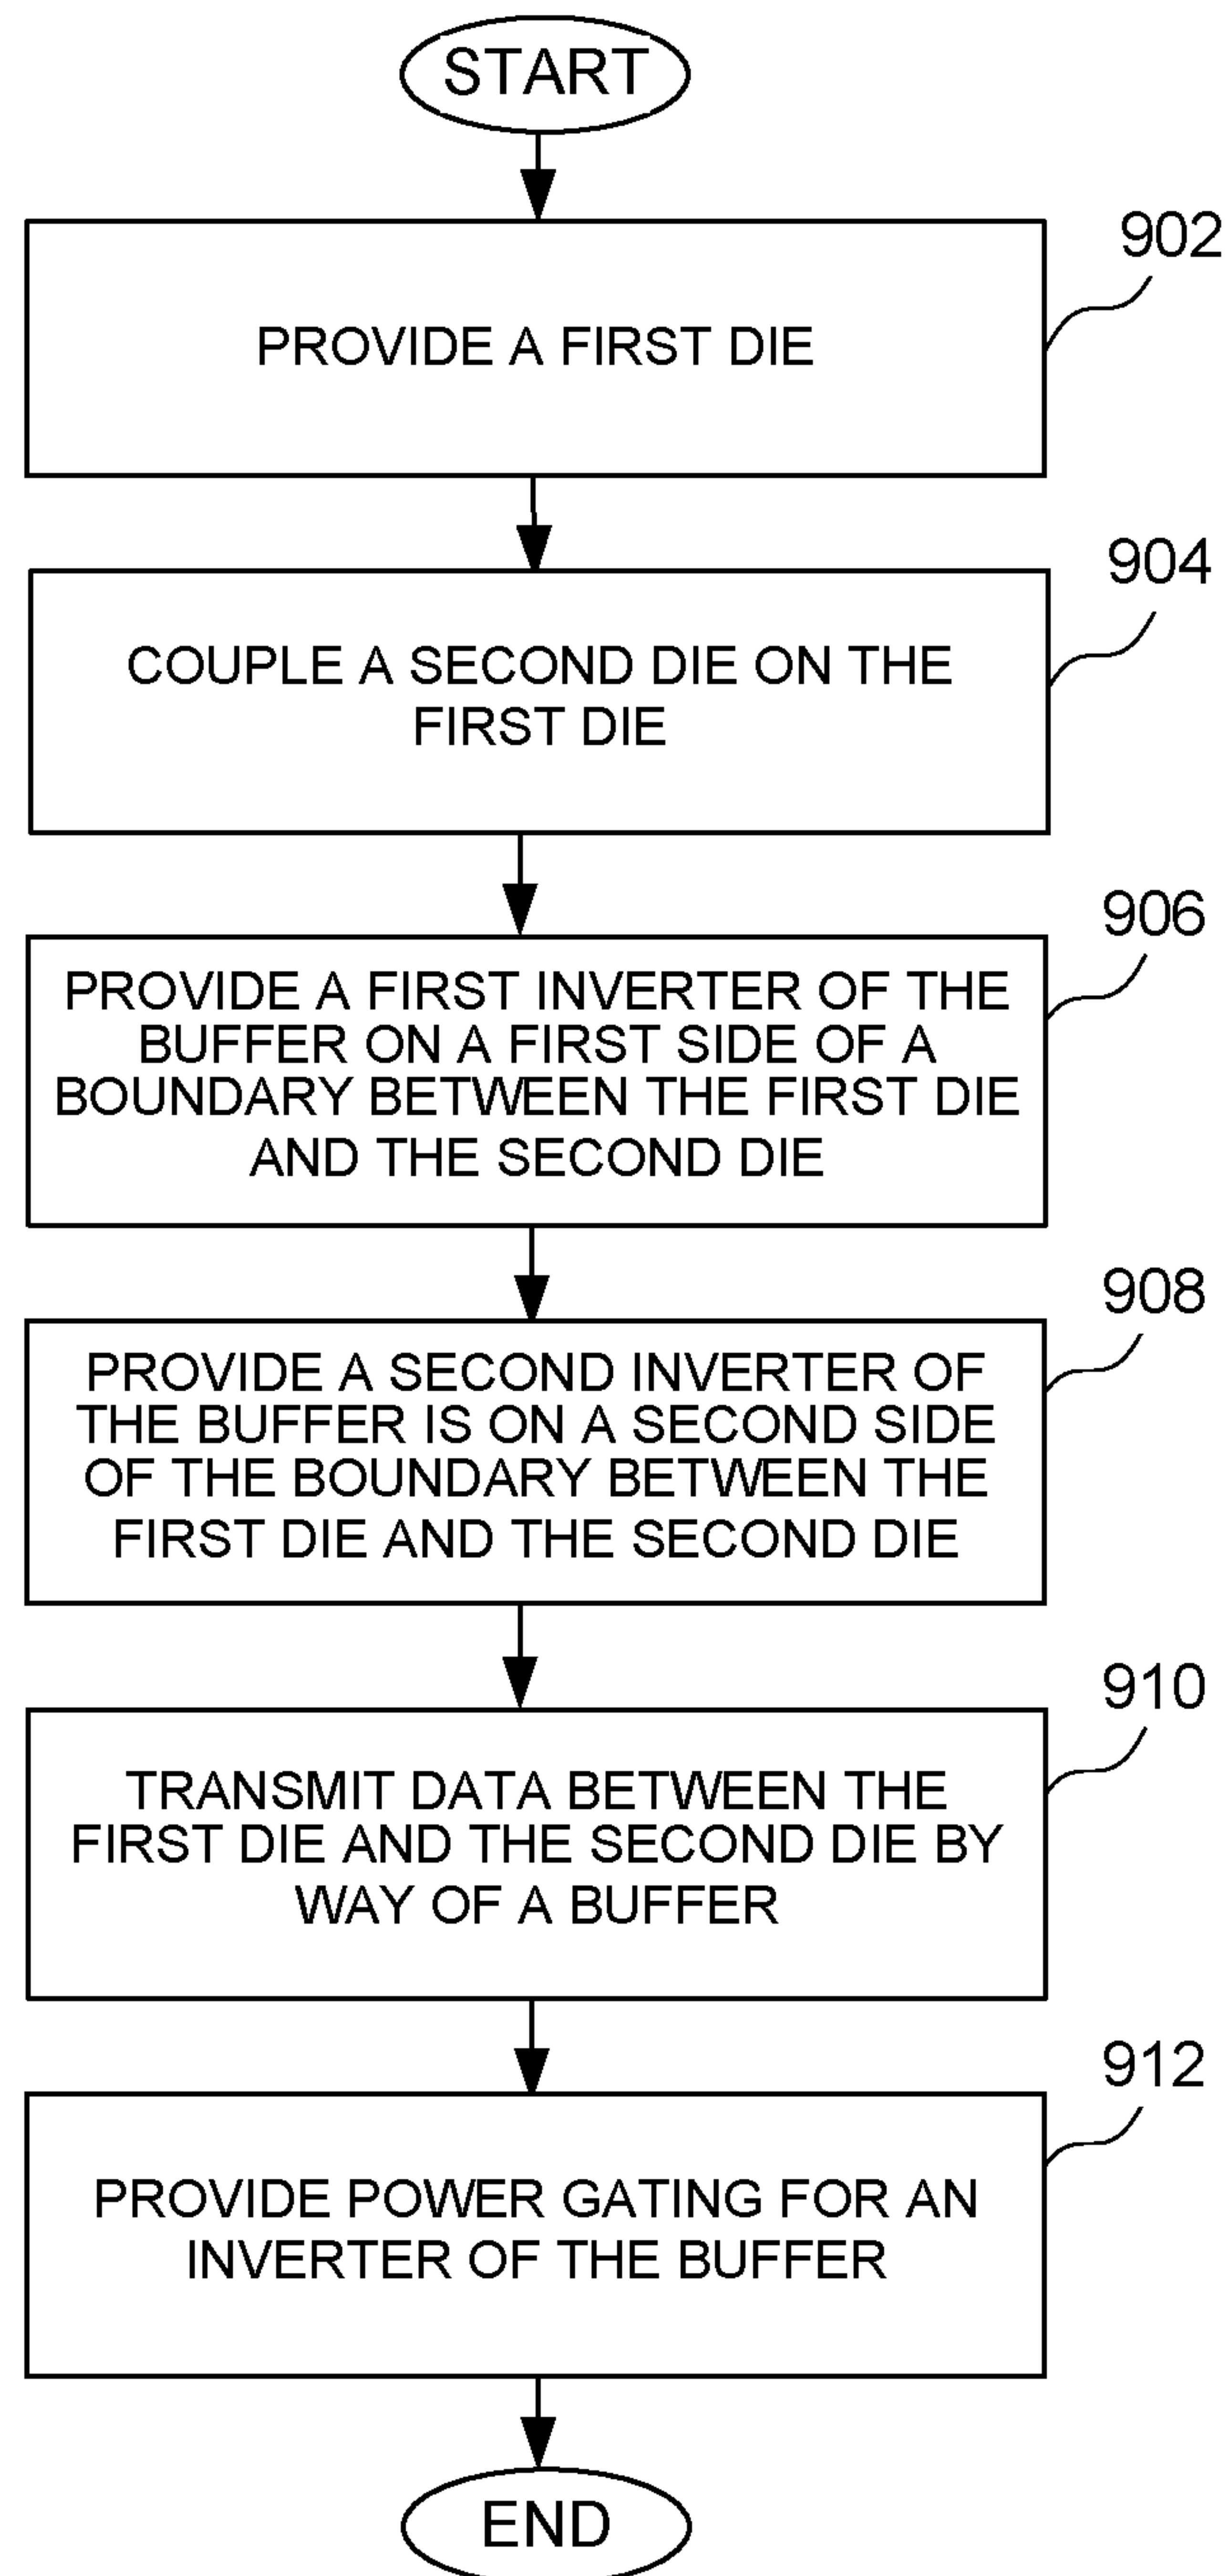 START
902
PROVIDE A FIRST DIE
904
COUPLE A SECOND DIE ON THE
FIRST DIE
906
PROVIDE A FIRST INVERTER OF THE
BUFFER ON A FIRST SIDE OF A
BOUNDARY BETWEEN THE FIRST DIE
AND THE SECOND DIE
908
PROVIDE A SECOND INVERTER OF
THE BUFFER IS ON A SECOND SIDE
OF THE BOUNDARY BETWEEN THE
FIRST DIE AND THE SECOND DIE
910
TRANSMIT DATA BETWEEN THE
FIRST DIE AND THE SECOND DIE BY
WAY OF A BUFFER
912
PROVIDE POWER GATING FOR AN
INVERTER OF THE BUFFER
END